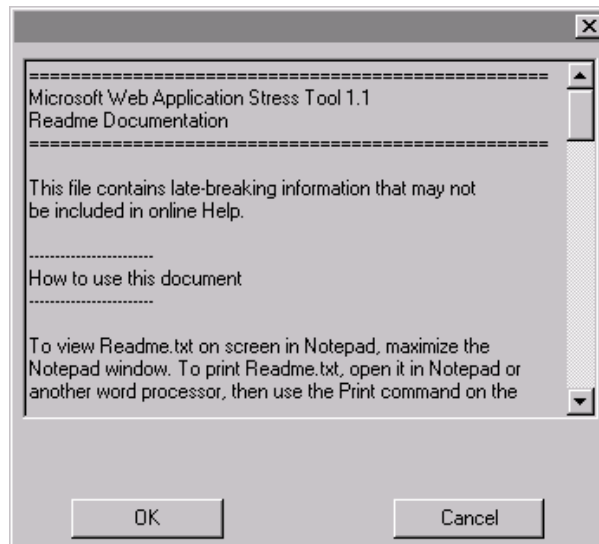 ==================================================
Microsoft Web Application Stress Tool 1.1
Readme Documentation
==================================================
This file contains late-breaking information that may not
be included in online Help.
------------------------
How to use this document
------------------------
To view Readme.txt on screen in Notepad, maximize the
Notepad window. To print Readme.txt, open it in Notepad or
another word processor, then use the Print command on the
OK
Cancel